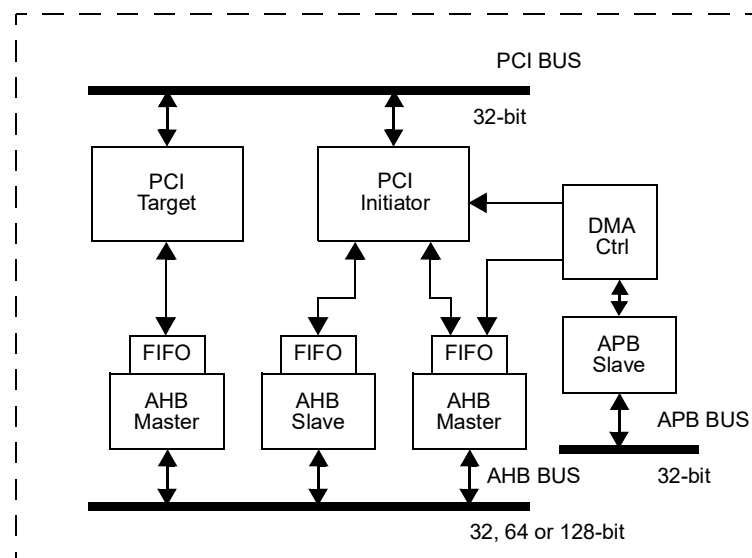 PCI BUS
32-bit
PCI
Target
PCI
Initiator
DMA
Ctrl
FIFO
FIFO
FIFO
APB
Slave
AHB
Master
AHB
Slave
AHB
Master
APB BUS
AHB BUS
32-bit
32, 64 or 128-bit